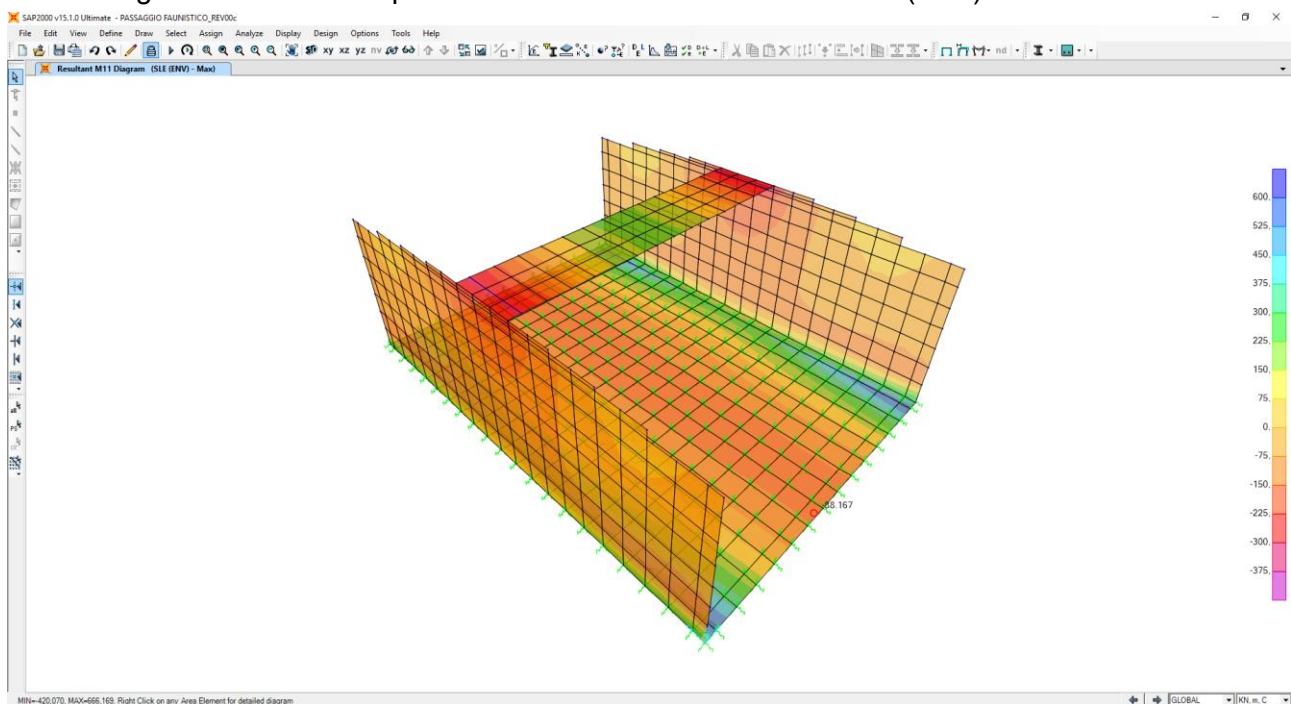 SAP2000 v15.1.0 Ultimate - PASSAGGIO FAUNISTICO_REV00c
File Edit View Define Draw Select Assign Analyze Display Design Options Tools Help
xy xz yz nv nd
Resultant M11 Diagram (SLE (ENV) - Max)
600.
525.
450.
375.
300.
225.
150.
75.
0.
-75.
-150.
-225.
-300.
-375.
88.167
MIN=-420.070, MAX=666.169, Right Click on any Area Element for detailed diagram
GLOBAL
KN, m, C